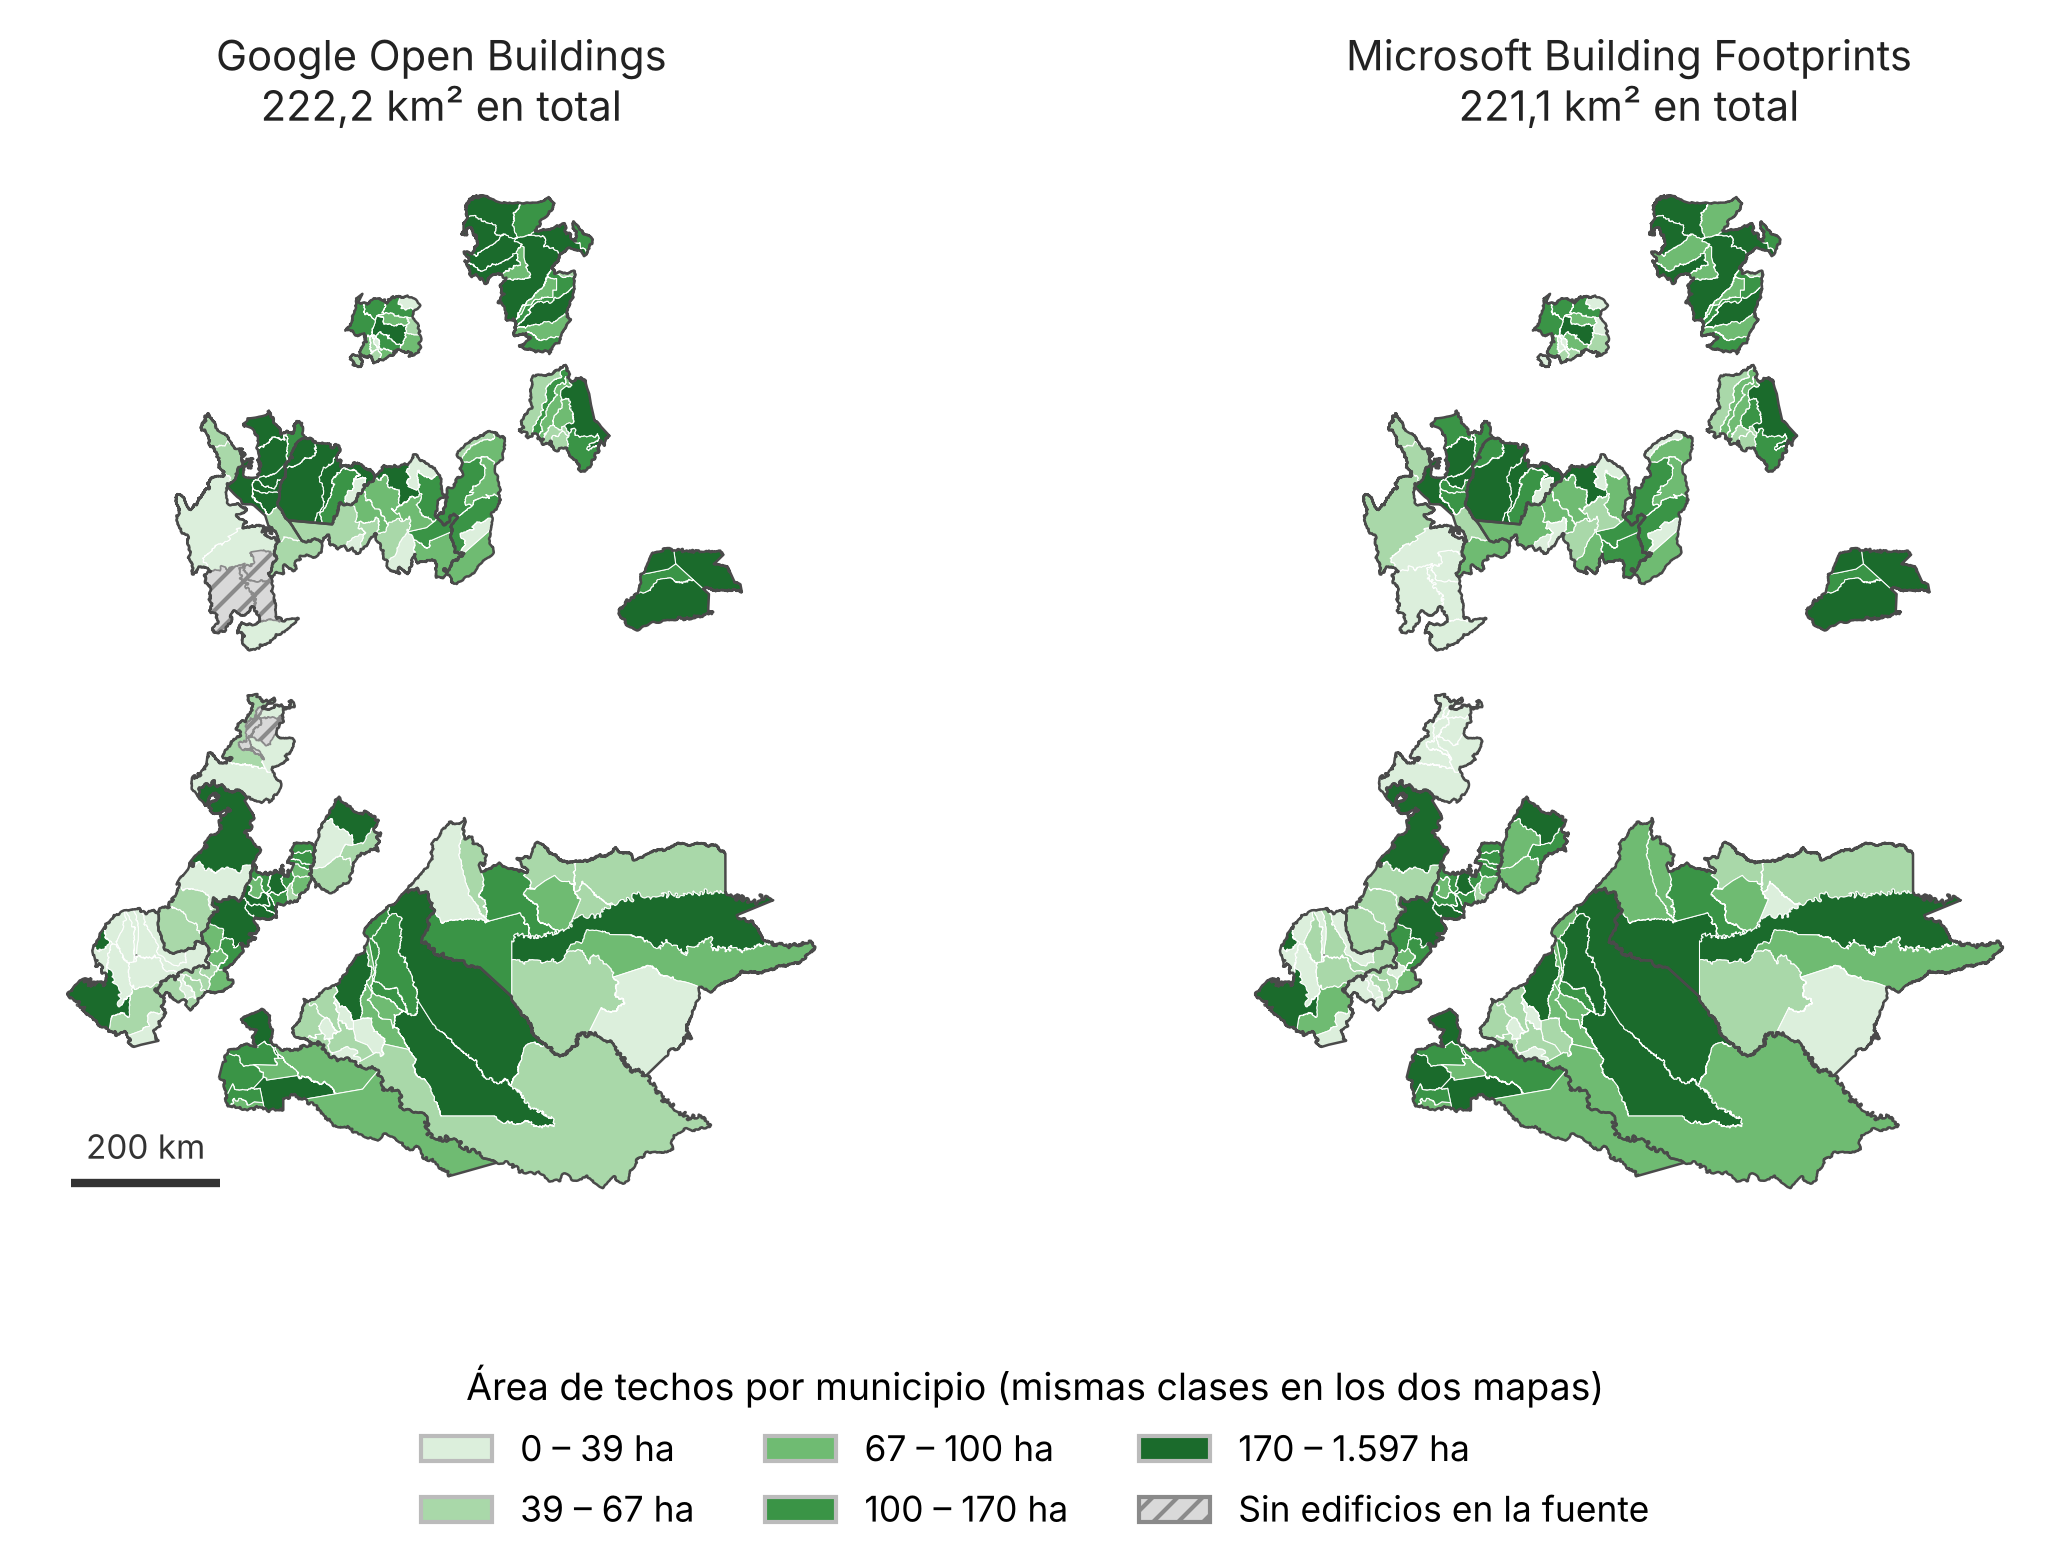 Google Open Buildings
222,2 km² en total
Microsoft Building Footprints
221,1 km² en total
200 km
Área de techos por municipio (mismas clases en los dos mapas)
0 – 39 ha
67 – 100 ha
170 – 1.597 ha
39 – 67 ha
100 – 170 ha
Sin edificios en la fuente